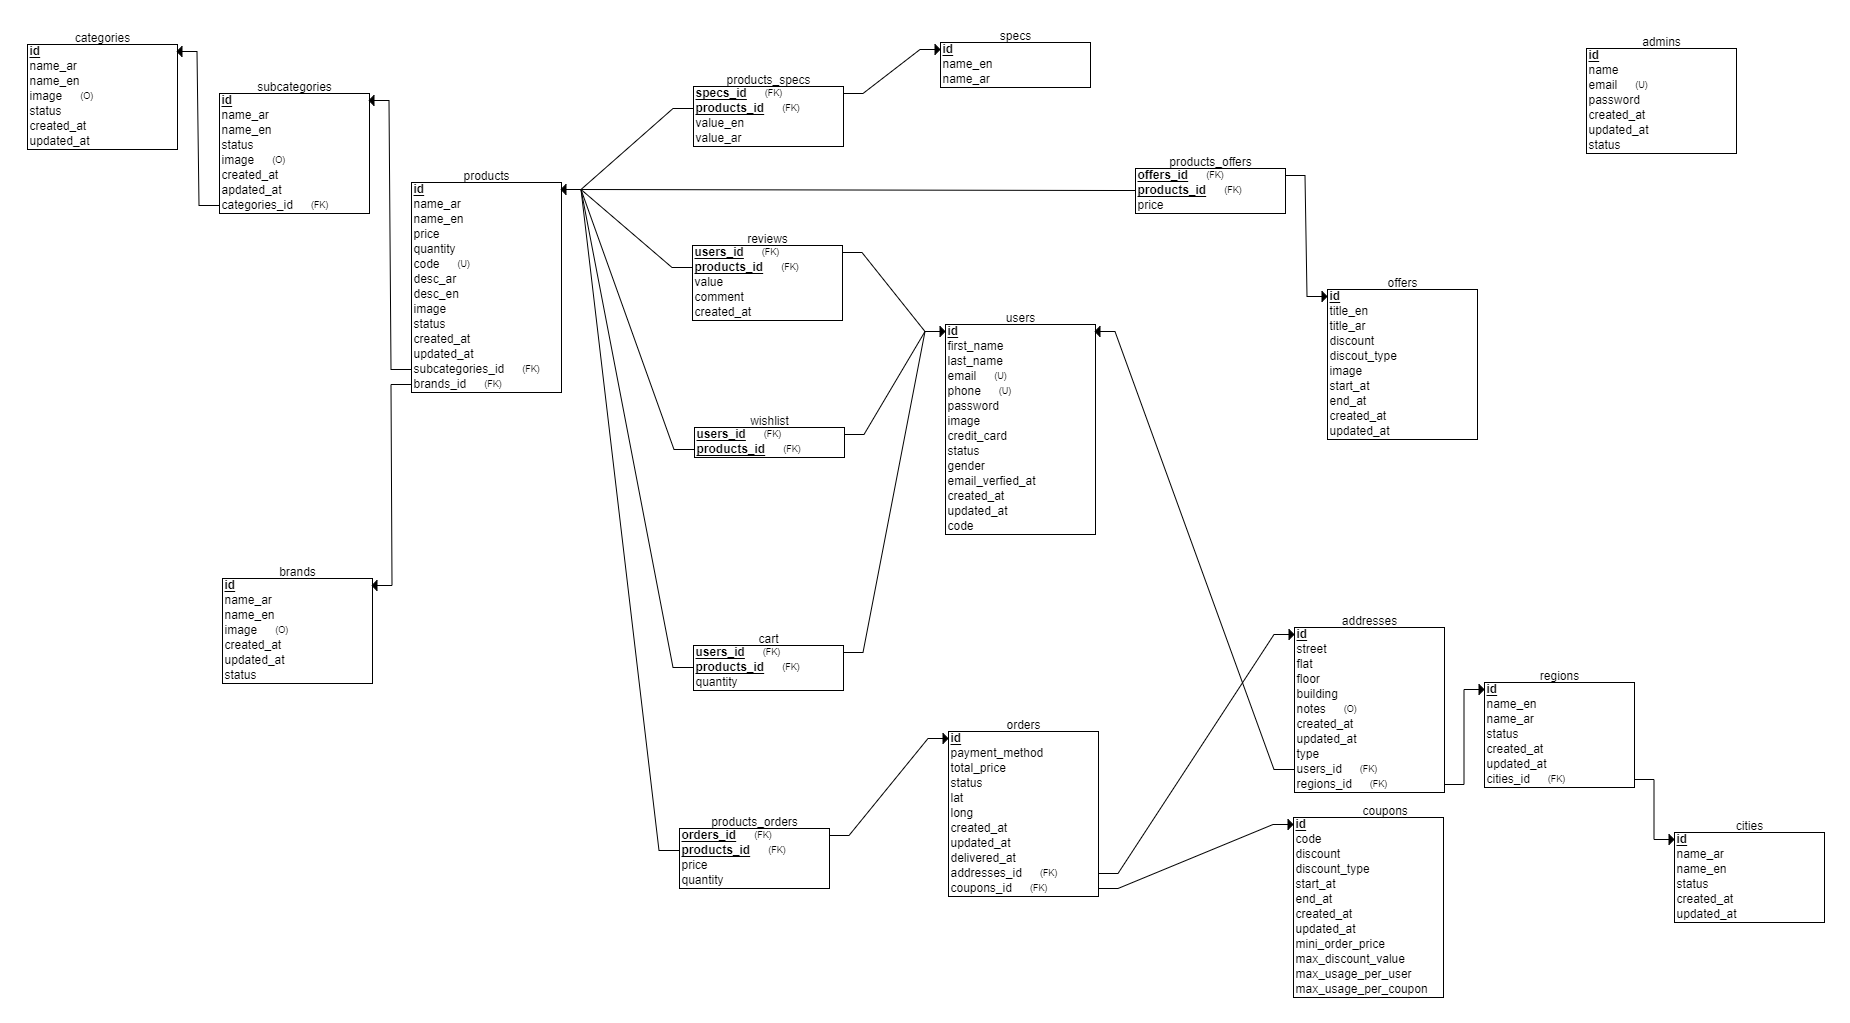 categories
id
name_ar
name_en
image (O)
status
created_at
updated_at
subcategories
id
name_ar
name_en
status
image (O)
created_at
apdated_at
categories_id (FK)
products
id
name_ar
name_en
price
quantity
code (U)
desc_ar
desc_en
image
status
created_at
updated_at
subcategories_id (FK)
brands_id (FK)
brands
id
name_ar
name_en
image (O)
created_at
updated_at
status
products_specs
specs_id (FK)
products_id (FK)
value_en
value_ar
specs
id
name_en
name_ar
reviews
users_id (FK)
products_id (FK)
value
comment
created_at
wishlist
users_id (FK)
products_id (FK)
cart
users_id (FK)
products_id (FK)
quantity
products_orders
orders_id (FK)
products_id (FK)
price
quantity
users
id
first_name
last_name
email (U)
phone (U)
password
image
credit_card
status
gender
email_verfied_at
created_at
updated_at
code
orders
id
payment_method
total_price
status
lat
long
created_at
updated_at
delivered_at
addresses_id (FK)
coupons_id (FK)
products_offers
offers_id (FK)
products_id (FK)
price
offers
id
title_en
title_ar
discount
discout_type
image
start_at
end_at
created_at
updated_at
admins
id
name
email (U)
password
created_at
updated_at
status
addresses
id
street
flat
floor
building
notes (O)
created_at
updated_at
type
users_id (FK)
regions_id (FK)
coupons
id
code
discount
discount_type
start_at
end_at
created_at
updated_at
mini_order_price
max_discount_value
max_usage_per_user
max_usage_per_coupon
regions
id
name_en
name_ar
status
created_at
updated_at
cities_id (FK)
cities
id
name_ar
name_en
status
created_at
updated_at